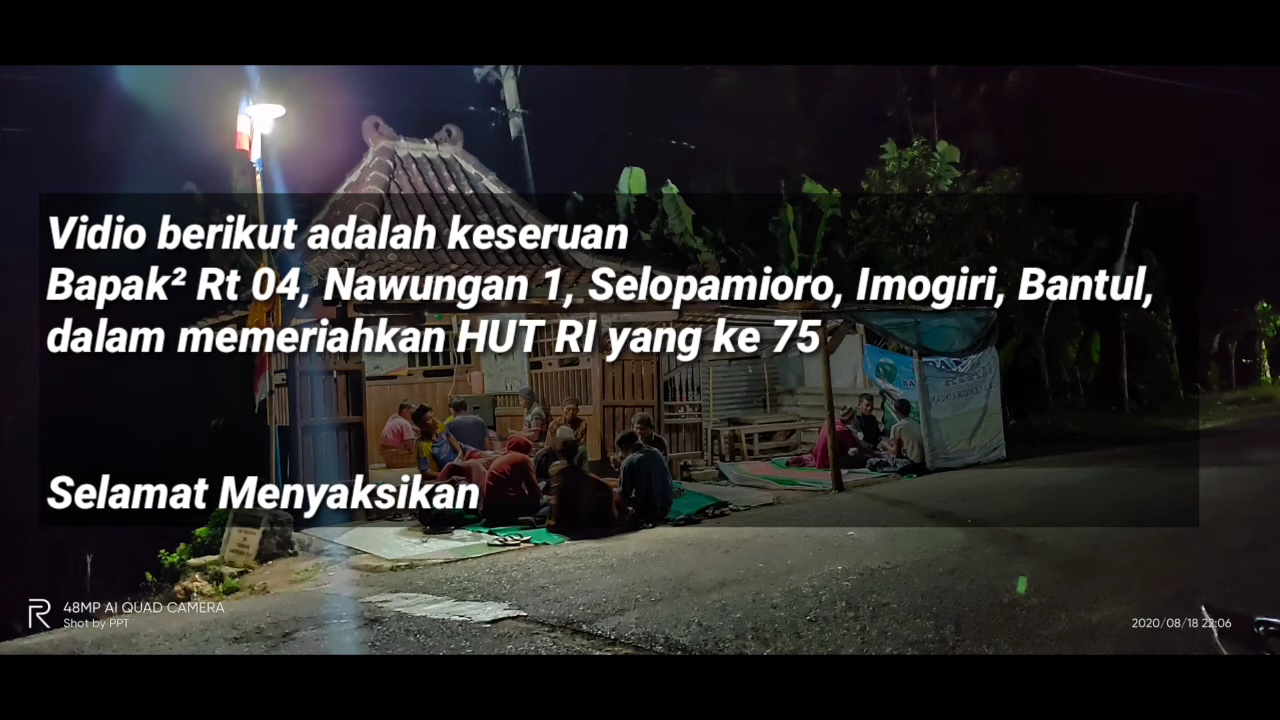 Vidio berikut adalah keseruan
Bapak² Rt 04, Nawungan 1, Selopamioro, Imogiri, Bantul,
dalam memeriahkan HUT RI yang ke 75
Selamat Menyaksikan
R
48MP AI QUAD CAMERA
Shot by PPT
2020/08/18 22:06